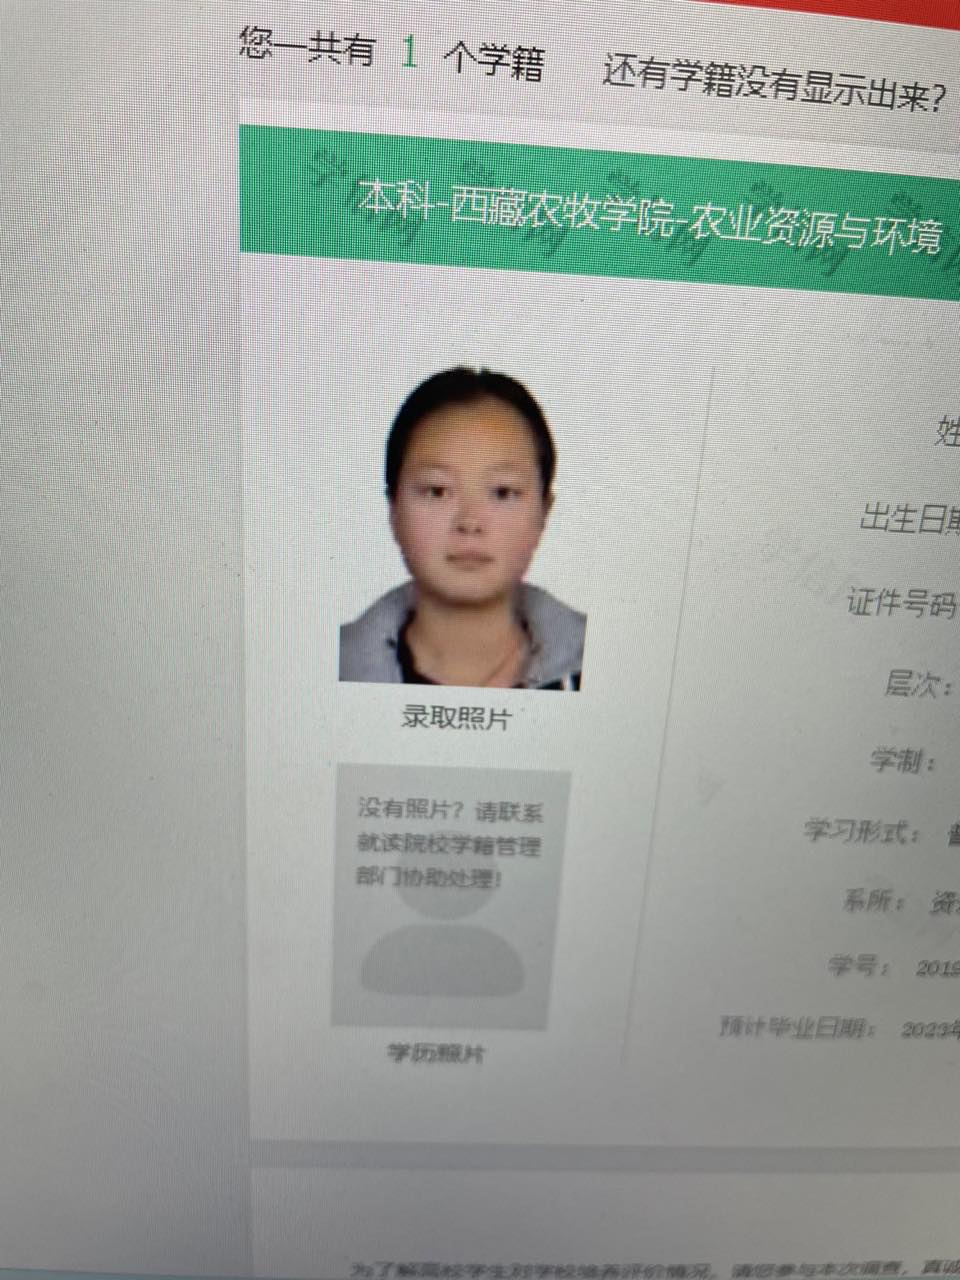 您一共有 1 个学籍 还有学籍没有显示出来?
本科-西藏农牧学院-农业资源与环境
出生日期
证件号码
层次：
学制：
学习形式： 普
系所： 资
学号： 2019
预计毕业日期： 2023年
录取照片
没有照片？请联系
就读院校学籍管理
部门协助处理!
学历照片
为了解高校学生对学校培养评价情况，请您参与本次调查，真